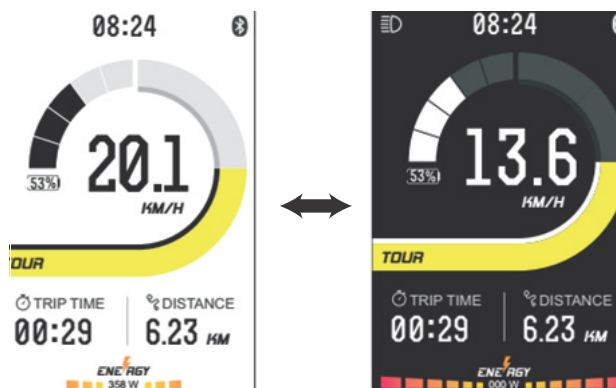 08:24
53%
20.1
KM/H
OUR
TRIP TIME
DISTANCE
00:29
6.23 KM
ENERGY
358 W
08:24
53%
13.6
KM/H
TOUR
TRIP TIME
DISTANCE
00:29
6.23 KM
ENERGY
000 W